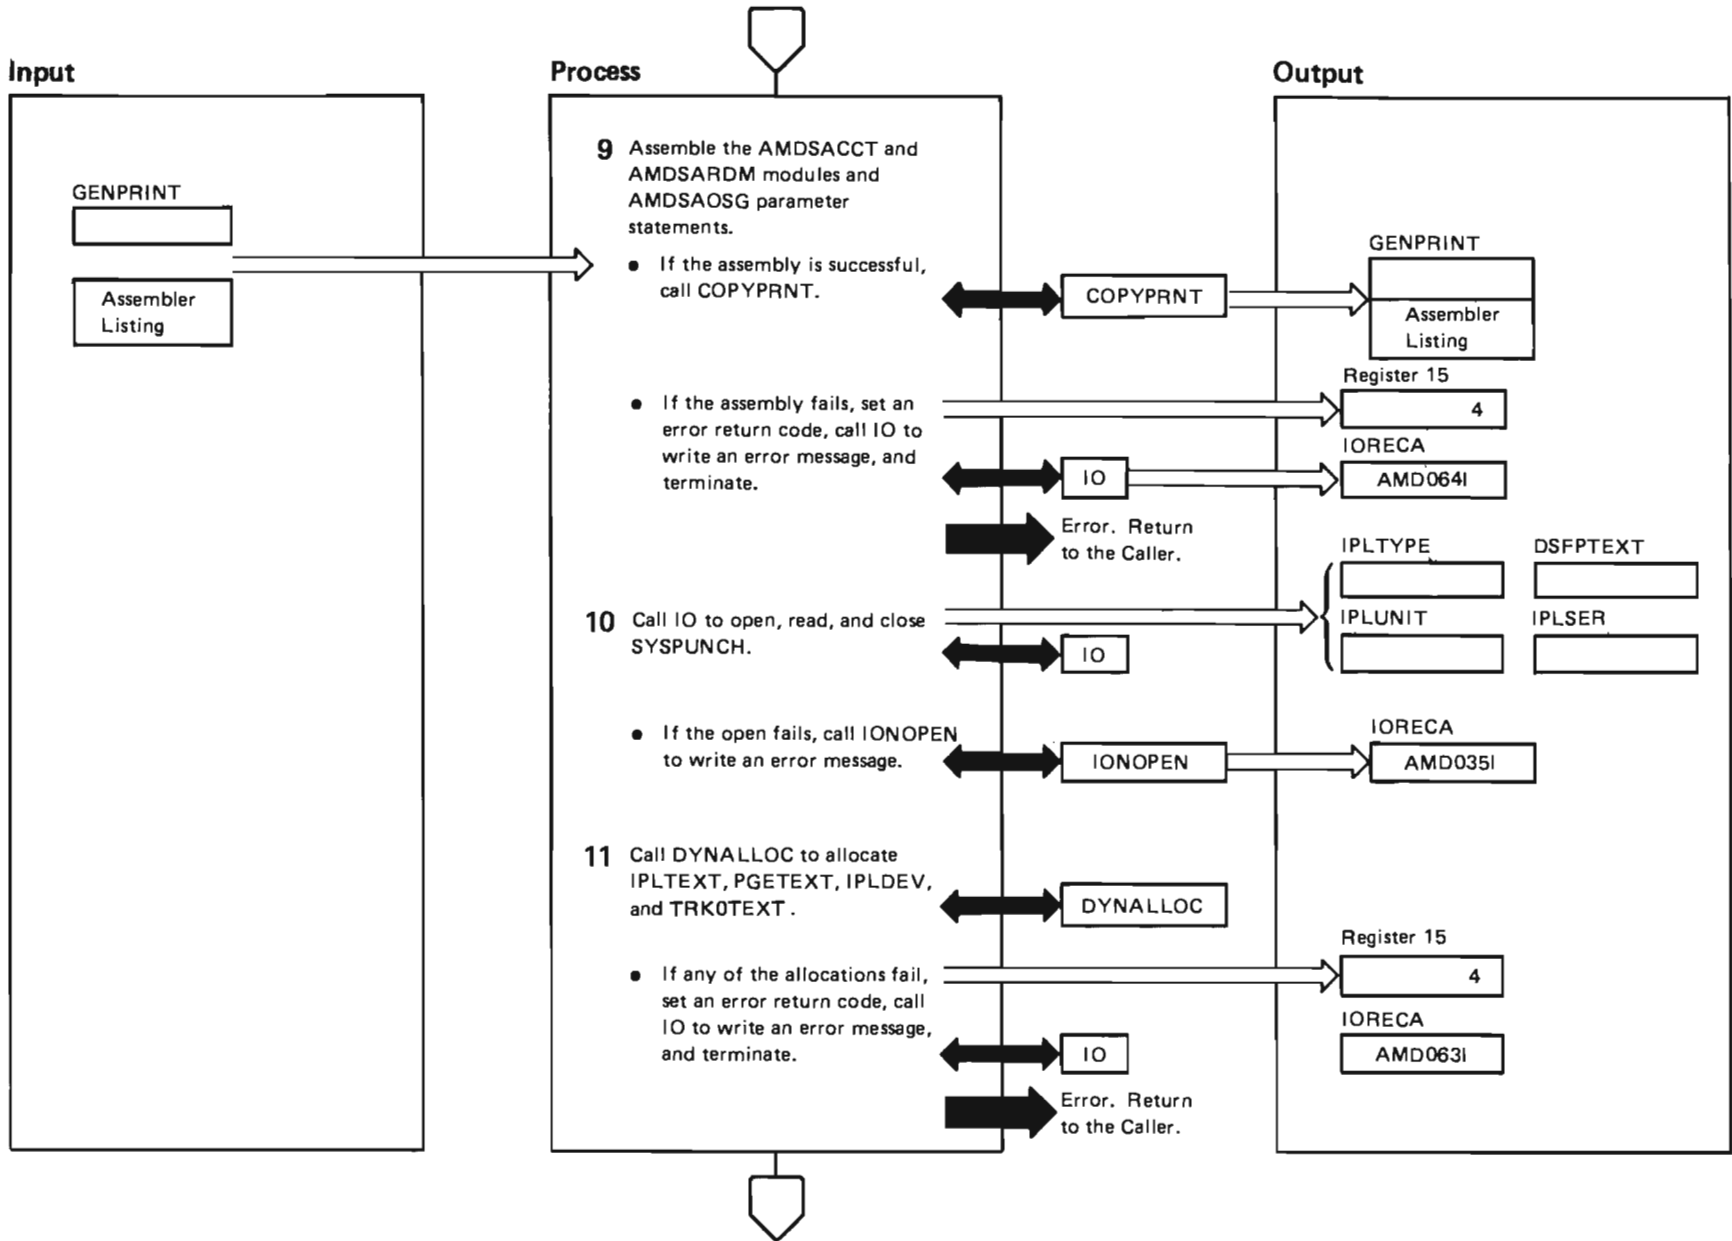 Input
Process
Output
GENPRINT
Assembler
Listing
9 Assemble the AMDSACCT and
AMDSARDM modules and
AMDSAOSG parameter
statements.
• If the assembly is successful,
call COPYPRNT.
COPYPRNT
GENPRINT
Assembler
Listing
• If the assembly fails, set an
error return code, call IO to
write an error message, and
terminate.
Register 15
4
IO
IORECA
AMD064I
Error. Return
to the Caller.
10 Call IO to open, read, and close
SYSPUNCH.
IO
IPLTYPE
DSFPTEXT
IPLUNIT
IPLSER
• If the open fails, call IONOPEN
to write an error message.
IONOPEN
IORECA
AMD035I
11 Call DYNALLOC to allocate
IPLTEXT, PGETEXT, IPLDEV,
and TRK0TEXT.
DYNALLOC
• If any of the allocations fail,
set an error return code, call
IO to write an error message,
and terminate.
Register 15
4
IO
IORECA
AMD063I
Error. Return
to the Caller.